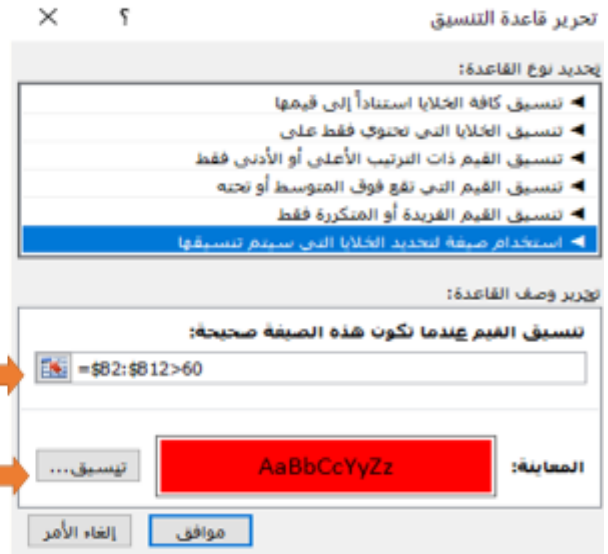 تحرير قاعدة التنسيق
؟
تحديد نوع القاعدة:
◄ تنسيق كافة الخلايا استناداً إلى قيمها
◄ تنسيق الخلايا التي تحتوي فقط على
◄ تنسيق القيم ذات الترتيب الأعلى أو الأدنى فقط
◄ تنسيق القيم التي تقع فوق المتوسط أو تحته
◄ تنسيق القيم الفريدة أو المتكررة فقط
◄ استخدام صيغة لتحديد الخلايا التي سيتم تنسيقها
تحرير وصف القاعدة:
تنسيق القيم عندما تكون هذه الصيغة صحيحة:
=$B2:$B12>60
المعاينة:
AaBbCcYyZz
تنسيق...
موافق
إلغاء الأمر